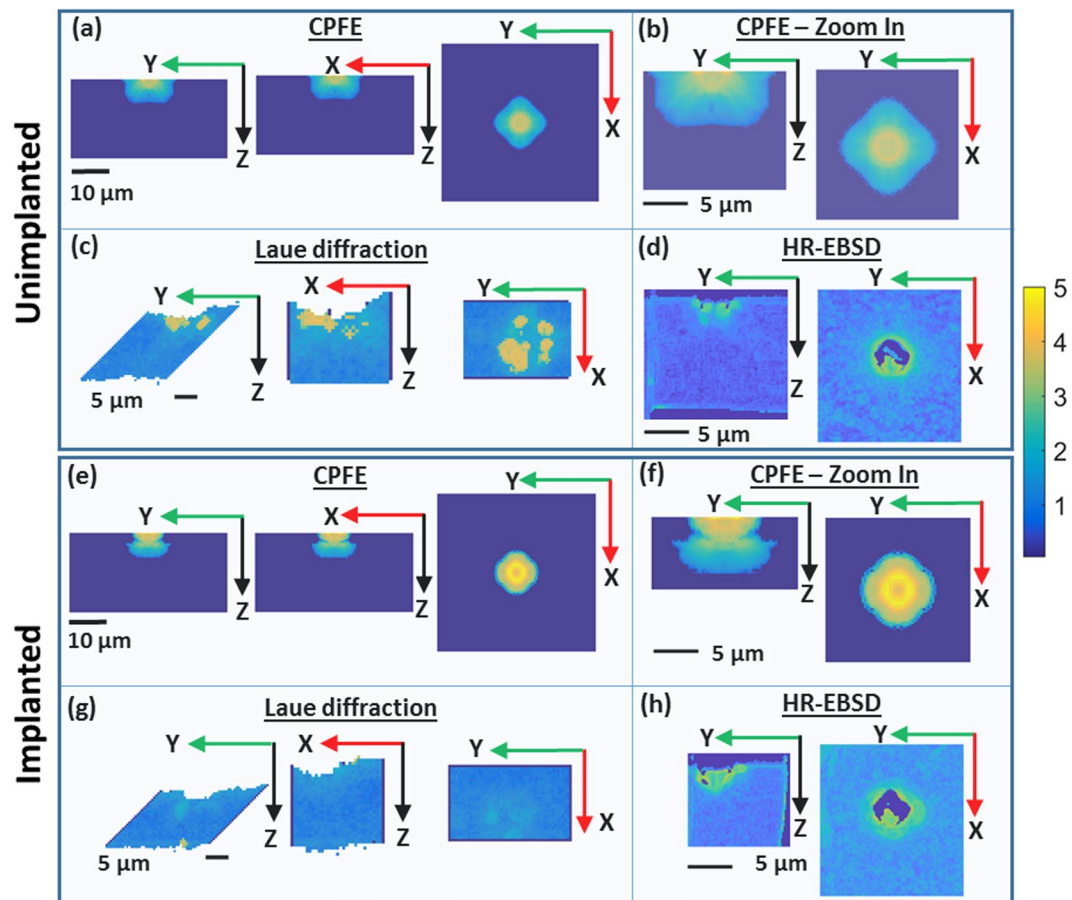 Unimplanted
(a)
CPFE
Y
Z
X
Z
Y
X
10 µm
(b)
CPFE – Zoom In
Y
Z
Y
X
5 µm
(c)
Laue diffraction
Y
Z
X
Z
Y
X
5 µm
(d)
HR-EBSD
Y
Z
Y
X
5 µm
5
4
3
2
1
Implanted
(e)
CPFE
Y
Z
X
Z
Y
X
10 µm
(f)
CPFE – Zoom In
Y
Z
Y
X
5 µm
(g)
Laue diffraction
Y
Z
X
Z
Y
X
5 µm
(h)
HR-EBSD
Y
Z
Y
X
5 µm